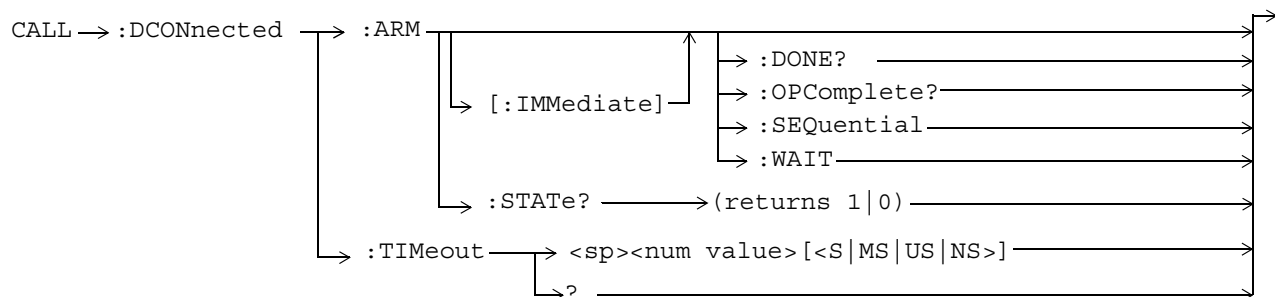 CALL :DCONnected :ARM
:DONE?
[:IMMediate] :OPComplete?
:SEQuential
:WAIT
:STATe? (returns 1|0)
:TIMeout <sp><num value>[<S|MS|US|NS>]
?